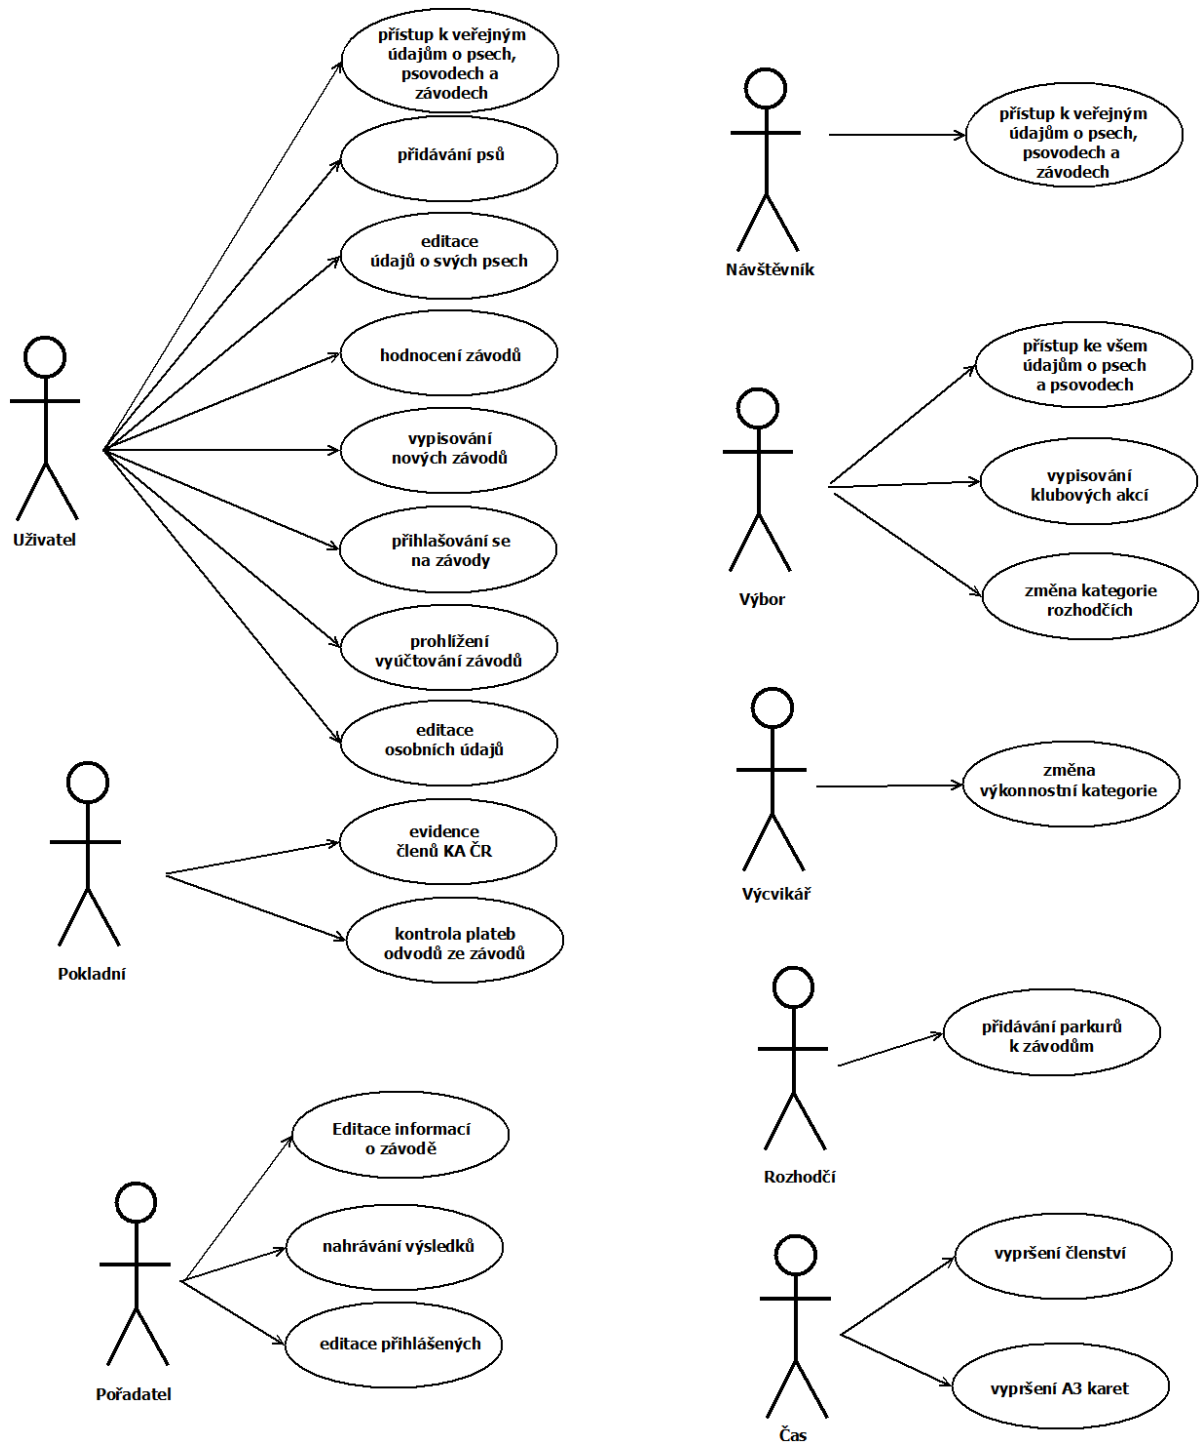 přístup k veřejným
údajům o psech,
psovodech a
závodech
přidávání psů
editace
údajů o svých psech
hodnocení závodů
vypisování
nových závodů
přihlašování se
na závody
prohlížení
vyúčtování závodů
editace
osobních údajů
Uživatel
evidence
členů KA ČR
kontrola plateb
odvodů ze závodů
Pokladní
Editace informací
o závodě
nahrávání výsledků
editace přihlášených
Pořadatel
přístup k veřejným
údajům o psech,
psovodech a
závodech
Návštěvník
přístup ke všem
údajům o psech
a psovodech
vypisování
klubových akcí
změna kategorie
rozhodčích
Výbor
změna
výkonnostní kategorie
Výcvikář
přidávání parkurů
k závodům
Rozhodčí
vypršení členství
vypršení A3 karet
Čas